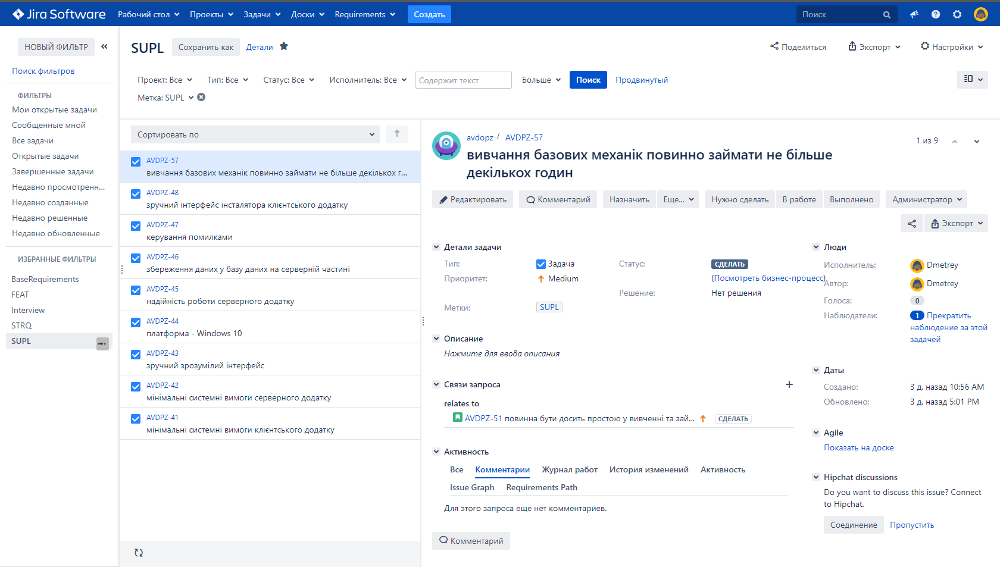 Jira Software Рабочий стол Проекты Задачи Доски Requirements Создать Поиск
НОВЫЙ ФИЛЬТР
Поиск фильтров
ФИЛЬТРЫ
Мои открытые задачи
Сообщенные мной
Все задачи
Открытые задачи
Завершенные задачи
Недавно просмотренн...
Недавно созданные
Недавно решенные
Недавно обновленные
ИЗБРАННЫЕ ФИЛЬТРЫ
BaseRequirements
FEAT
Interview
STRQ
SUPL
SUPL Сохранить как Детали Поделиться Экспорт Настройки
Проект: Все Тип: Все Статус: Все Исполнитель: Все Содержит текст Больше Поиск Продвинутый
Метка: SUPL
Сортировать по
AVDPZ-57
вивчання базових механік повинно займати не більше декількох г...
AVDPZ-48
зручний інтерфейс інсталятора клієнтського додатку
AVDPZ-47
керування помилками
AVDPZ-46
збереження даних у базу даних на серверній частині
AVDPZ-45
надійність роботи серверного додатку
AVDPZ-44
платформа - Windows 10
AVDPZ-43
зручний зрозумілий інтерфейс
AVDPZ-42
мінімальні системні вимоги серверного додатку
AVDPZ-41
мінімальні системні вимоги клієнтського додатку
avdopz / AVDPZ-57
1 из 9
вивчання базових механік повинно займати не більше
декількох годин
Редактировать Комментарий Назначить Еще... Нужно сделать В работе Выполнено Администратор
Экспорт
Детали задачи
Тип: Задача Статус: СДЕЛАТЬ
Приоритет: Medium (Посмотреть бизнес-процесс)
Решение: Нет решения
Метки: SUPL
Описание
Нажмите для ввода описания
Связи запроса
relates to
AVDPZ-51 повинна бути досить простою у вивченні та зай... СДЕЛАТЬ
Активность
Все Комментарии Журнал работ История изменений Активность
Issue Graph Requirements Path
Для этого запроса еще нет комментариев.
Комментарий
Люди
Исполнитель: Dmetrey
Автор: Dmetrey
Голоса: 0
Наблюдатели: 1 Прекратить
наблюдение за этой
задачей
Даты
Создано: 3 д. назад 10:56 AM
Обновлено: 3 д. назад 5:01 PM
Agile
Показать на доске
Hipchat discussions
Do you want to discuss this issue? Connect
to Hipchat.
Соединение Пропустить